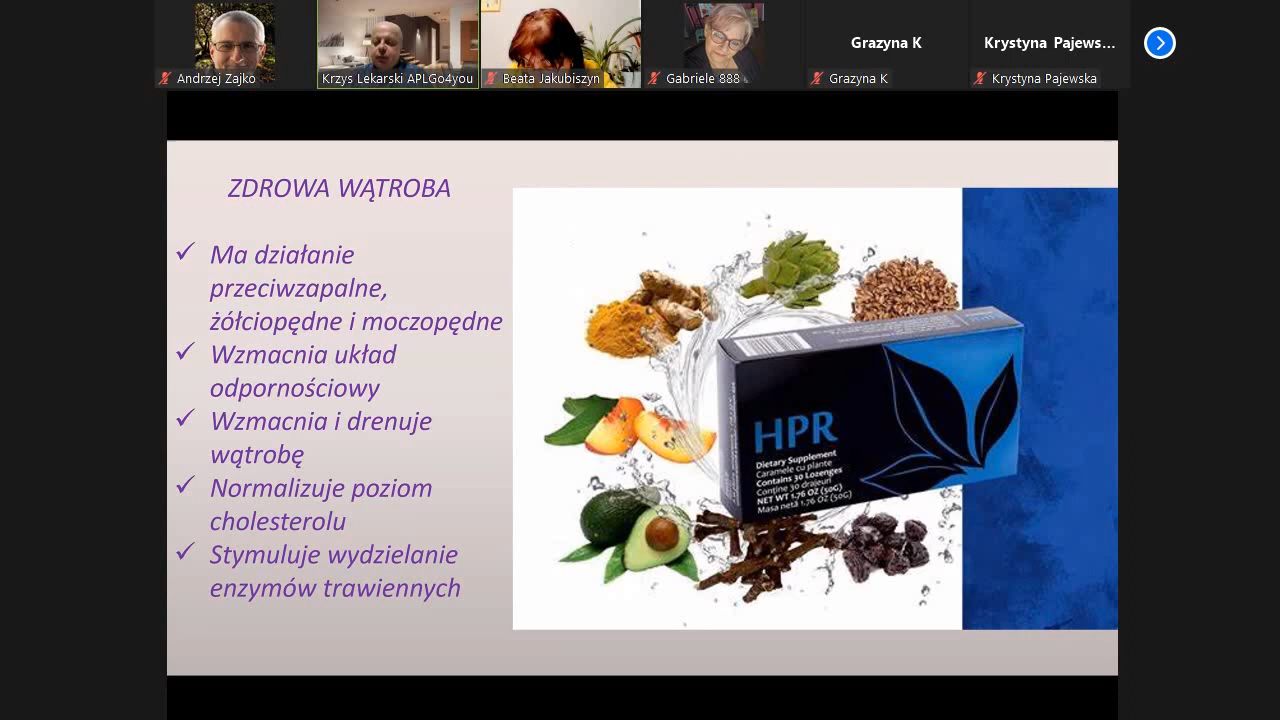 Grazyna K
Krystyna Pajews...
Andrzej Zajko
Krzys Lekarski APLGo4you
Beata Jakubiszyn
Gabriele 888
Grazyna K
Krystyna Pajewska
ZDROWA WĄTROBA
✓ Ma działanie
przeciwzapalne,
żółciopędne i moczopędne
✓ Wzmacnia układ
odpornościowy
✓ Wzmacnia i drenuje
wątrobę
✓ Normalizuje poziom
cholesterolu
✓ Stymuluje wydzielanie
enzymów trawiennych
HPR
Dietary Supplement
Caramele cu plante
Contains 30 Lozenges
Conține 30 drajeuri
NET WT 1.76 OZ (50G)
Masa netă 1.76 OZ (50G)